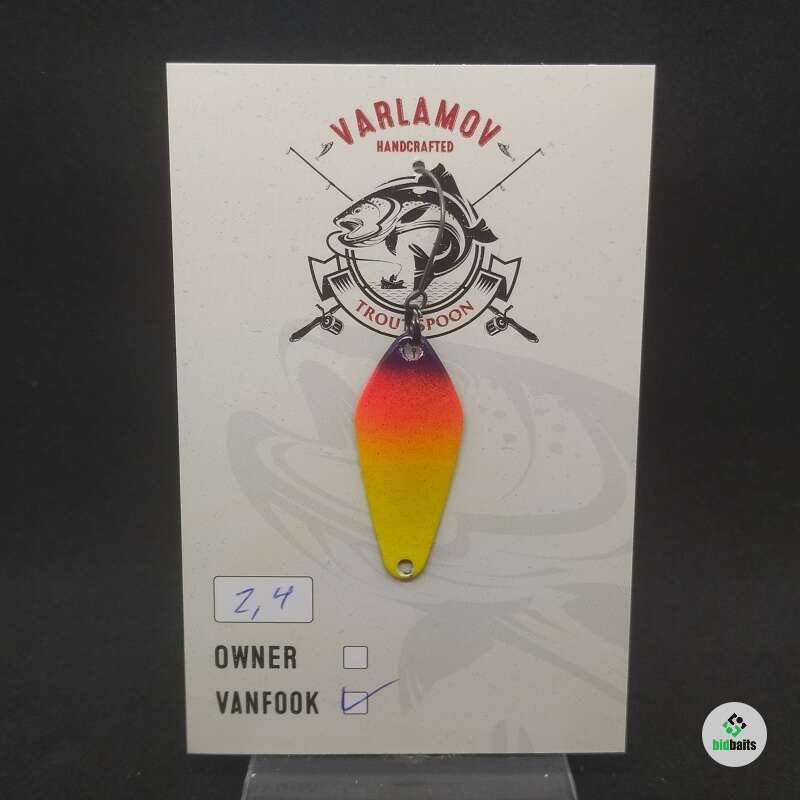 VARLAMOV
HANDCRAFTED
TROUT SPOON
2,4
OWNER
VANFOOK
bidbaits